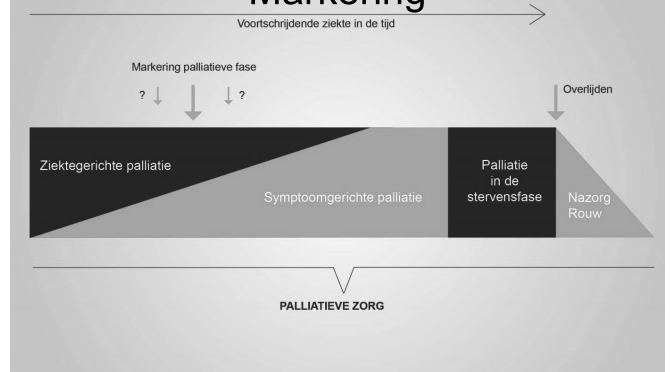 Markering
Voortschrijdende ziekte in de tijd
Markering palliatieve fase
? ?
Overlijden
Ziektegerichte palliatie
Symptoomgerichte palliatie
Palliatie
in de
stervensfase
Nazorg
Rouw
PALLIATIEVE ZORG